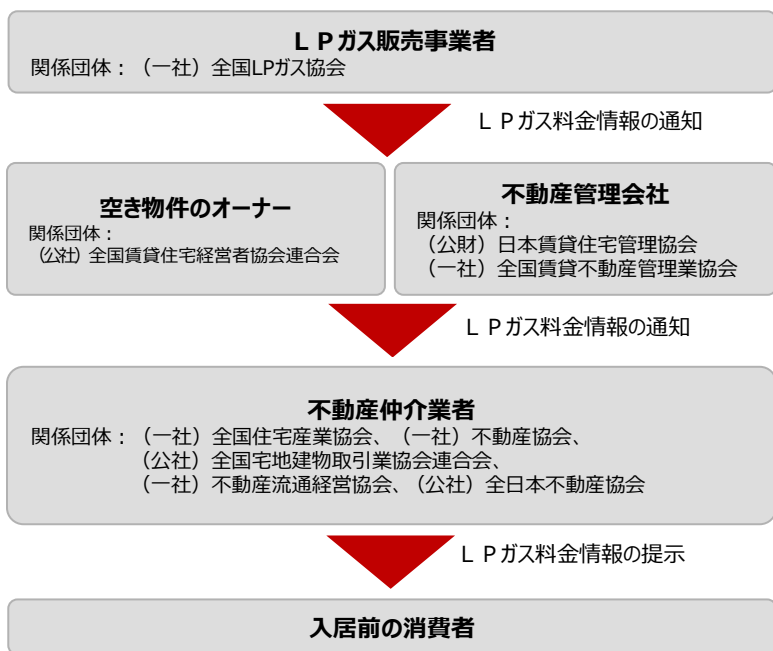 ＬＰガス販売事業者
関係団体：（一社）全国LPガス協会
ＬＰガス料金情報の通知
空き物件のオーナー
関係団体：
（公社）全国賃貸住宅経営者協会連合会
不動産管理会社
関係団体：
（公財）日本賃貸住宅管理協会
（一社）全国賃貸不動産管理業協会
ＬＰガス料金情報の通知
不動産仲介業者
関係団体：（一社）全国住宅産業協会、（一社）不動産協会、
（公社）全国宅地建物取引業協会連合会、
（一社）不動産流通経営協会、（公社）全日本不動産協会
ＬＰガス料金情報の提示
入居前の消費者